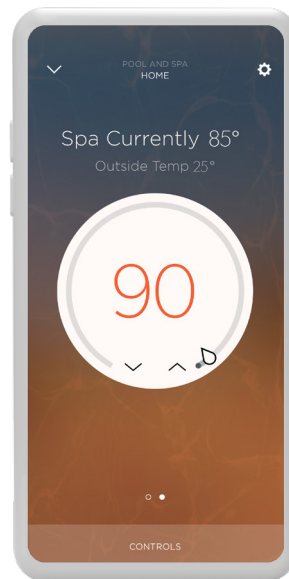 POOL AND SPA
HOME
Spa Currently 85°
Outside Temp 25°
90
CONTROLS